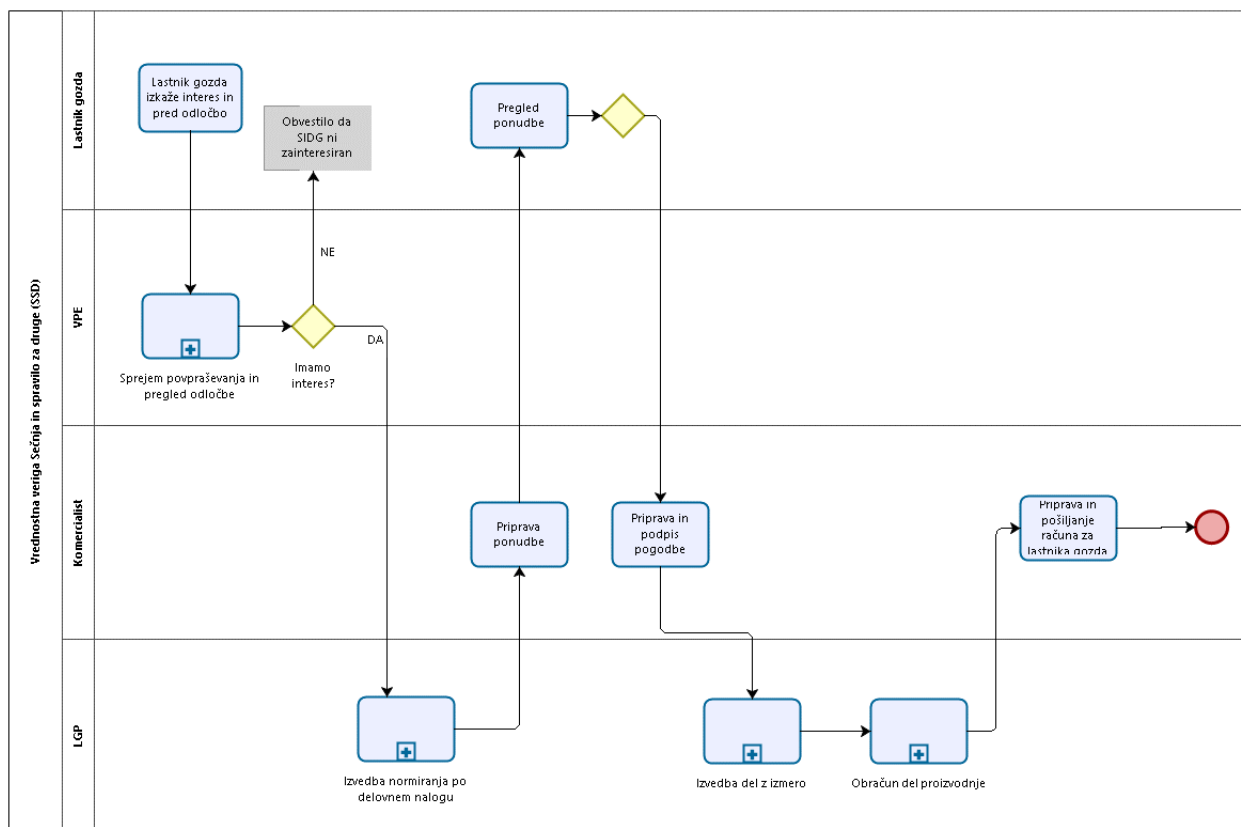 Vrednostna veriga Sečnja in spravilo za druge (SSD)
Lastnik gozda
Lastnik gozda
izkaže interes in
pred odločbo
Obvestilo da
SIDG ni
zainteresiran
Pregled
ponudbe
VPE
NE
DA
Sprejem povpraševanja in
pregled odločbe
Imamo
interes?
Komercialist
Priprava
ponudbe
Priprava in
podpis
pogodbe
Priprava in
pošiljanje
računa za
lastnika gozda
LGP
Izvedba normiranja po
delovnem nalogu
Izvedba del z izmero
Obračun del proizvodnje